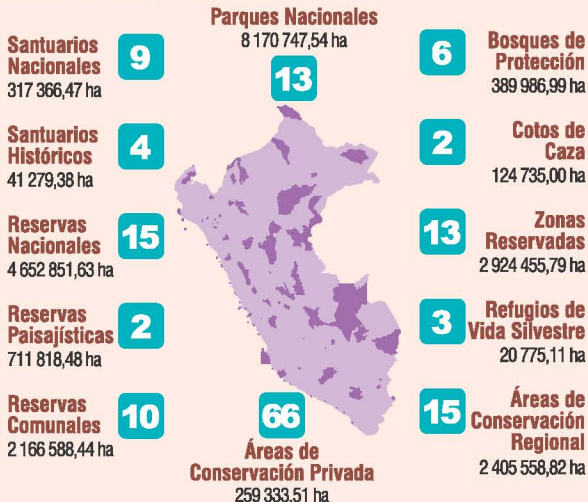 Parques Nacionales
8 170 747,54 ha
13
Santuarios
Nacionales
317 366,47 ha
9
Santuarios
Históricos
41 279,38 ha
4
Reservas
Nacionales
4 652 851,63 ha
15
Reservas
Paisajísticas
711 818,48 ha
2
Reservas
Comunales
2 166 588,44 ha
10
66
Áreas de
Conservación Privada
259 333,51 ha
6
Bosques de
Protección
389 986,99 ha
2
Cotos de
Caza
124 735,00 ha
13
Zonas
Reservadas
2 924 455,79 ha
3
Refugios de
Vida Silvestre
20 775,11 ha
15
Áreas de
Conservación
Regional
2 405 558,82 ha